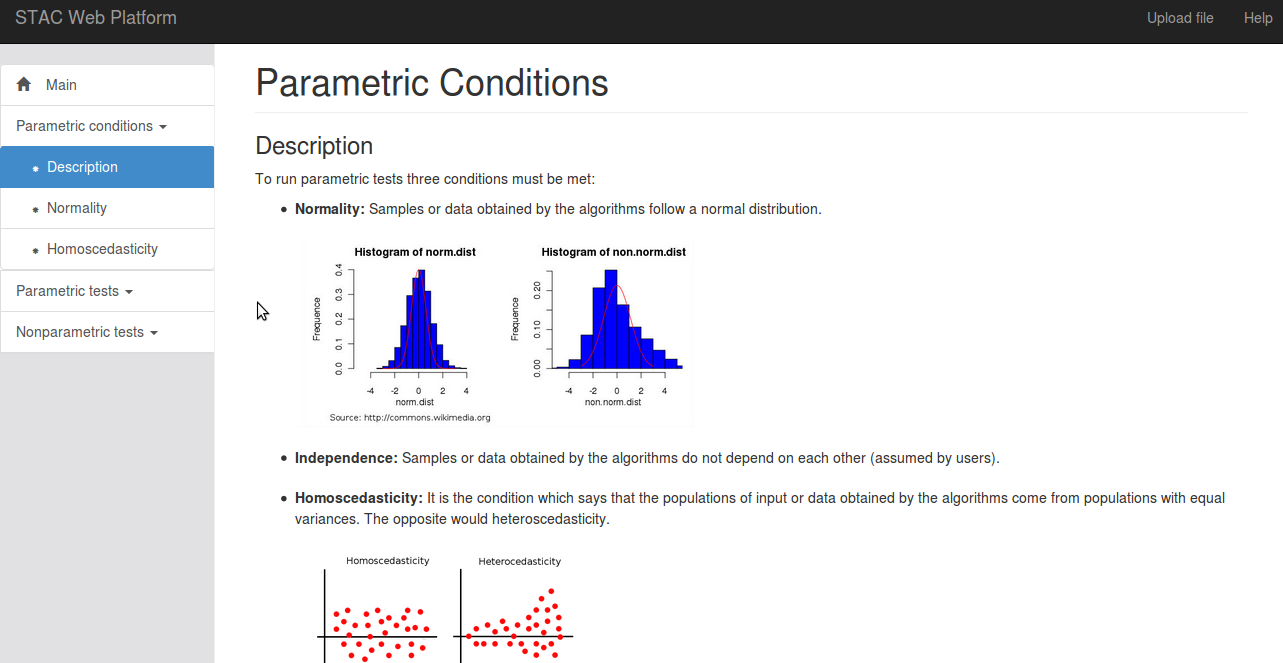 STAC Web Platform
Upload file
Help
Main
Parametric conditions
Description
Normality
Homoscedasticity
Parametric tests
Nonparametric tests
Parametric Conditions
Description
To run parametric tests three conditions must be met:
Normality: Samples or data obtained by the algorithms follow a normal distribution.
Histogram of norm.dist
Frequence
0.0 0.1 0.2 0.3 0.4
-4 -2 0 2 4
norm.dist
Histogram of non.norm.dist
Frequence
0.00 0.10 0.20
-4 -2 0 2 4
non.norm.dist
Source: http://commons.wikimedia.org
Independence: Samples or data obtained by the algorithms do not depend on each other (assumed by users).
Homoscedasticity: It is the condition which says that the populations of input or data obtained by the algorithms come from populations with equal
variances. The opposite would heteroscedasticity.
Homoscedasticity
Heterocedasticity